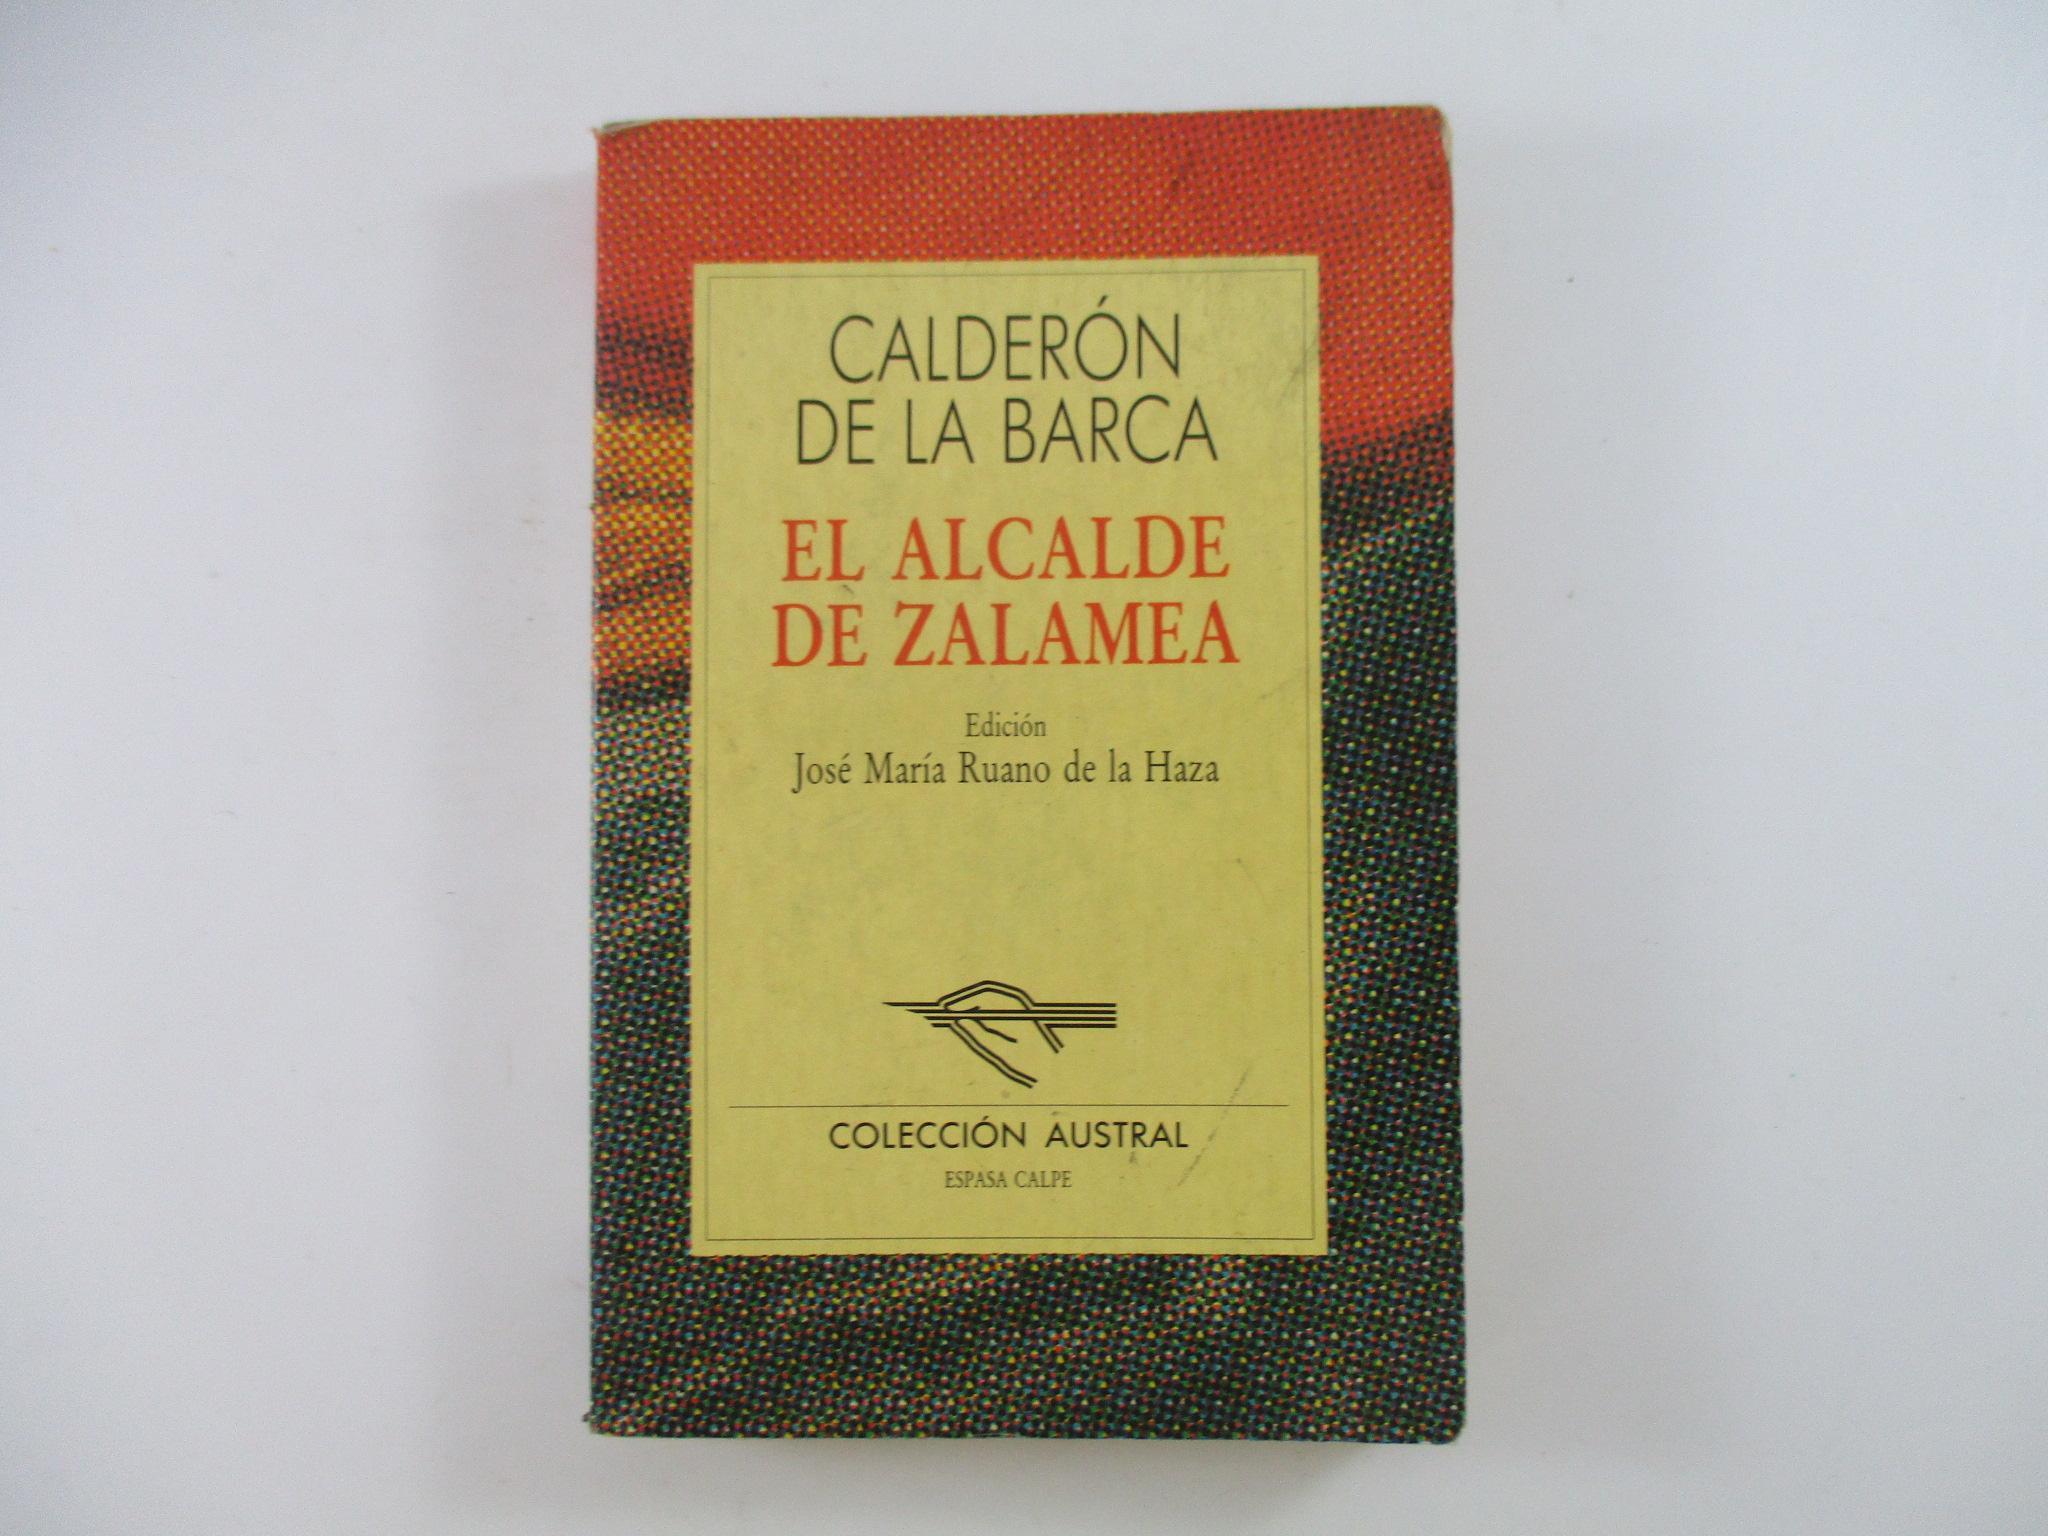 CALDERÓN
DE LA BARCA
EL ALCALDE
DE ZALAMEA
Edición
José María Ruano de la Haza
COLECCIÓN AUSTRAL
ESPASA CALPE